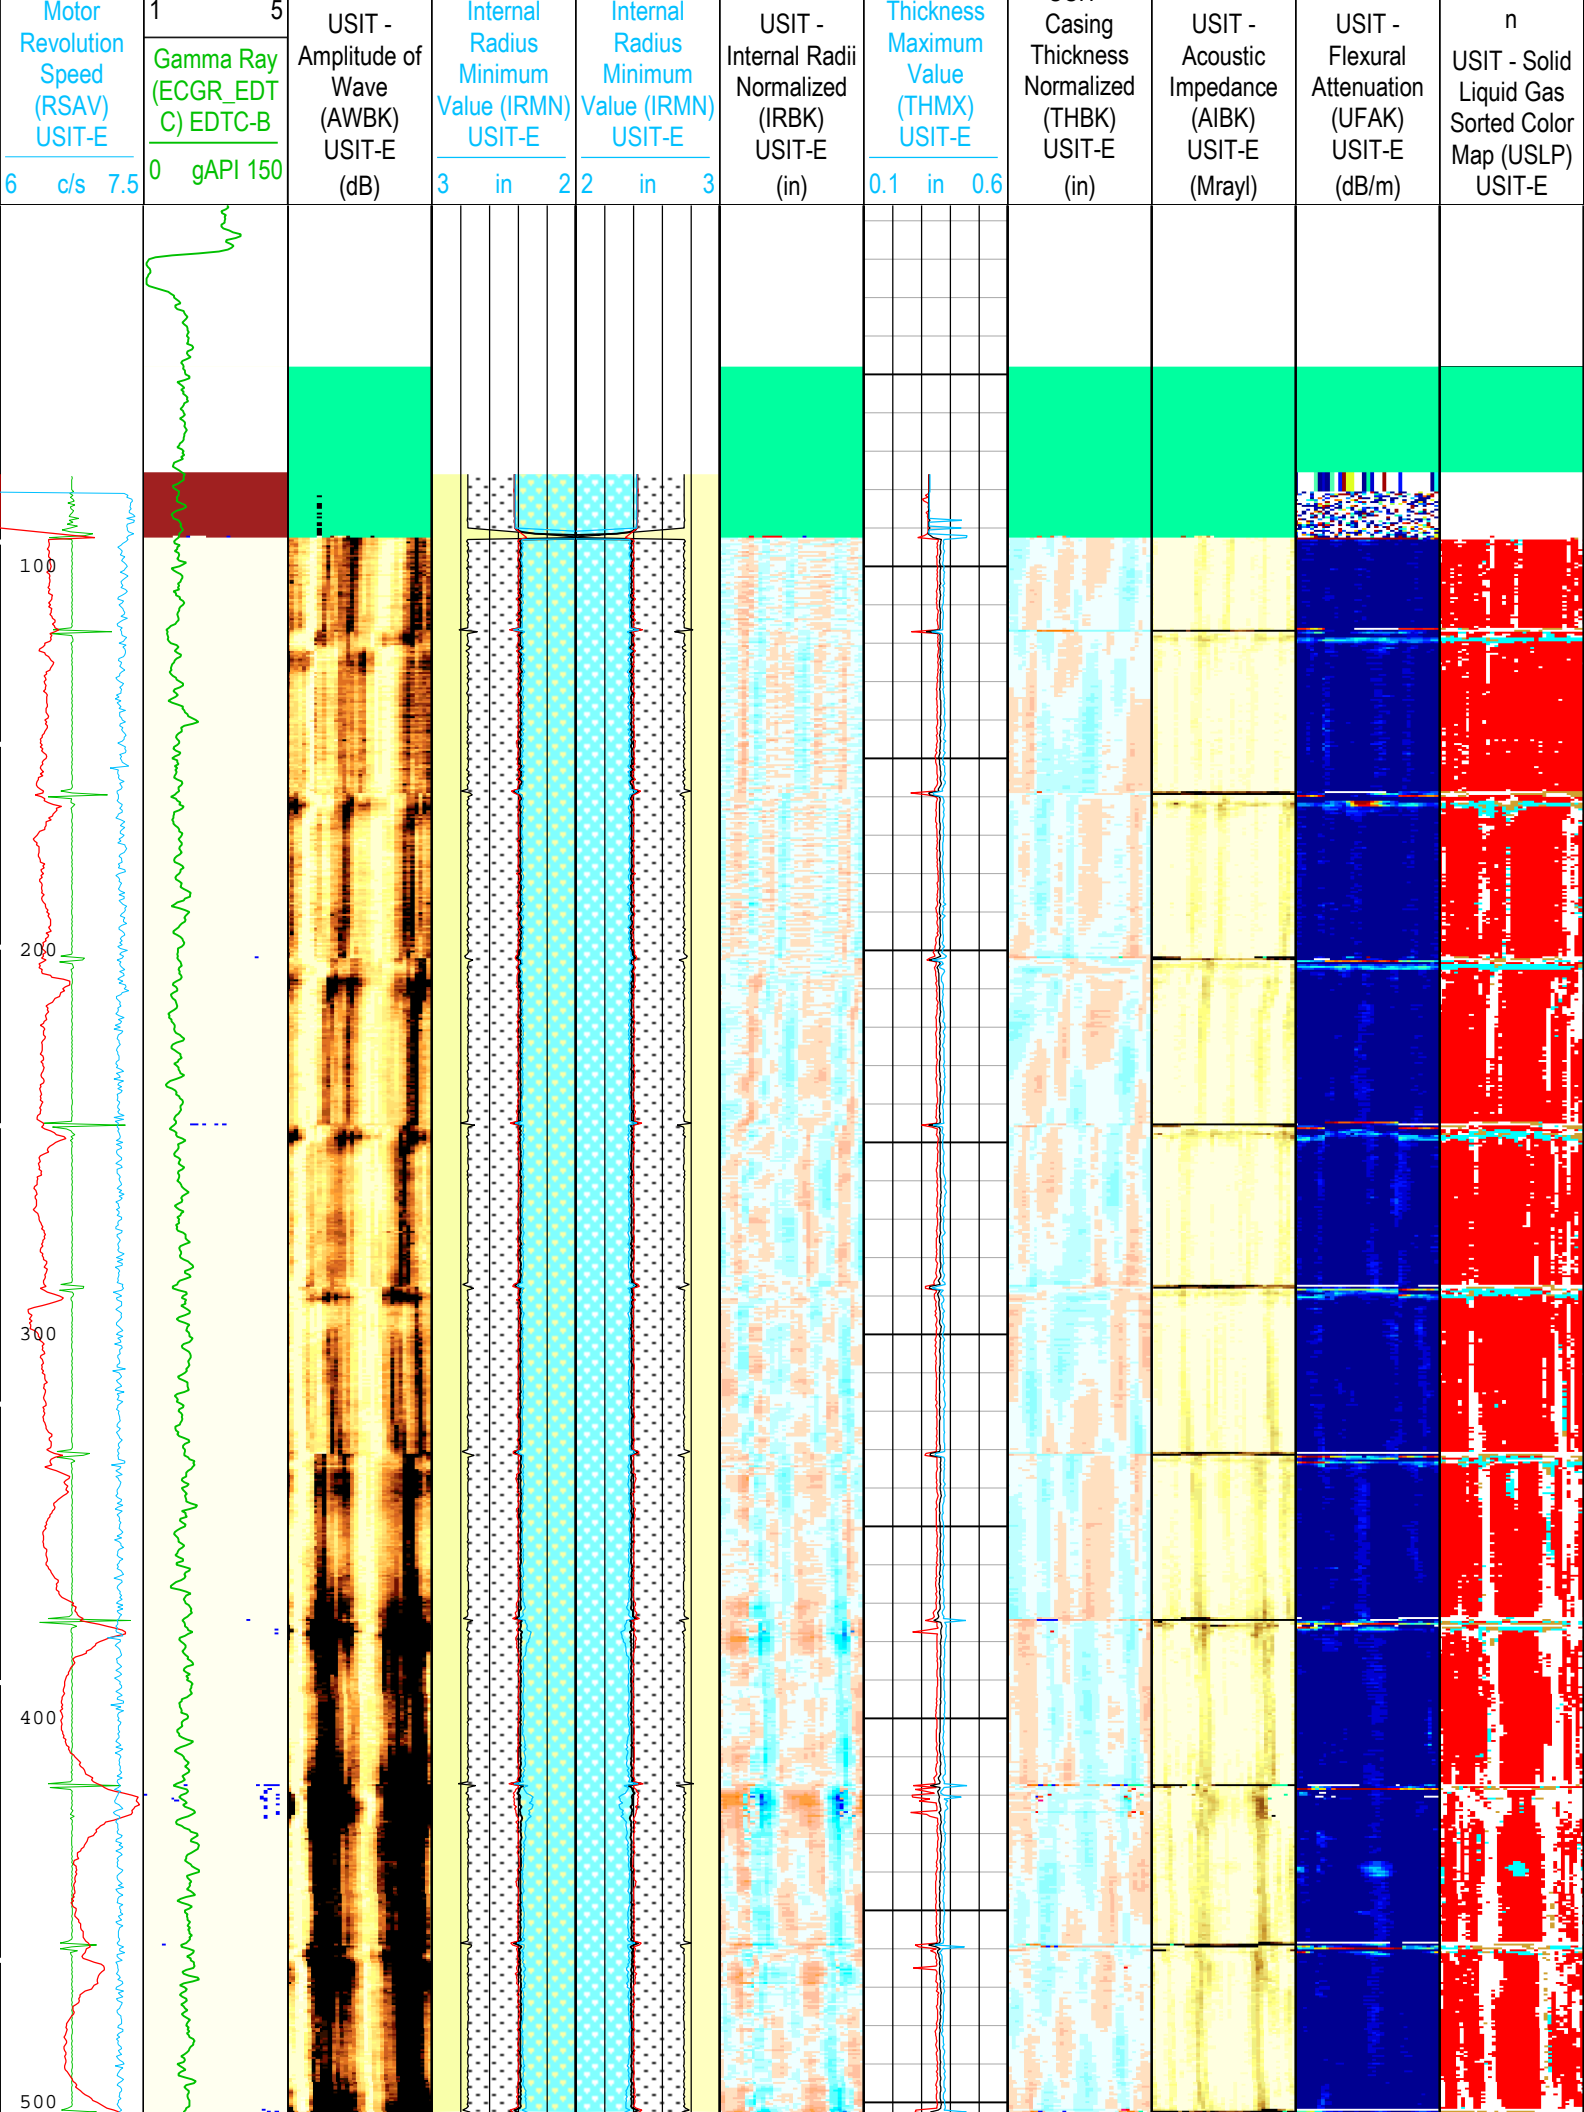 Motor
Revolution
Speed
(RSAV)
USIT-E
6 c/s 7.5
1 5
Gamma Ray
(ECGR_EDT
C) EDTC-B
0 gAPI 150
USIT -
Amplitude of
Wave
(AWBK)
USIT-E
(dB)
Internal
Radius
Minimum
Value (IRMN)
USIT-E
3 in 2
Internal
Radius
Minimum
Value (IRMN)
USIT-E
2 in 3
USIT -
Internal Radii
Normalized
(IRBK)
USIT-E
(in)
Thickness
Maximum
Value
(THMX)
USIT-E
0.1 in 0.6
Casing
Thickness
Normalized
(THBK)
USIT-E
(in)
USIT -
Acoustic
Impedance
(AIBK)
USIT-E
(Mrayl)
USIT -
Flexural
Attenuation
(UFAK)
USIT-E
(dB/m)
n
USIT - Solid
Liquid Gas
Sorted Color
Map (USLP)
USIT-E
100
200
300
400
500